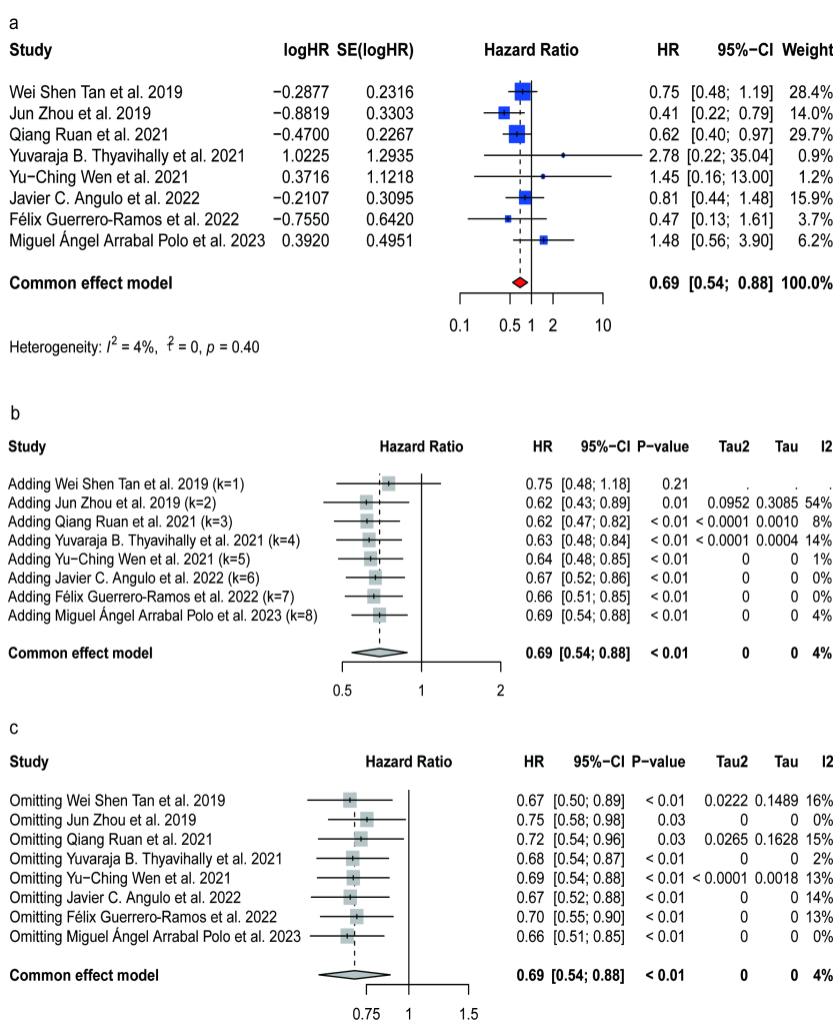 a
Study logHR SE(logHR) Hazard Ratio HR 95%−CI Weight
Wei Shen Tan et al. 2019 −0.2877 0.2316 0.75 [0.48; 1.19] 28.4%
Jun Zhou et al. 2019 −0.8819 0.3303 0.41 [0.22; 0.79] 14.0%
Qiang Ruan et al. 2021 −0.4700 0.2267 0.62 [0.40; 0.97] 29.7%
Yuvaraja B. Thyavihally et al. 2021 1.0225 1.2935 2.78 [0.22; 35.04] 0.9%
Yu−Ching Wen et al. 2021 0.3716 1.1218 1.45 [0.16; 13.00] 1.2%
Javier C. Angulo et al. 2022 −0.2107 0.3095 0.81 [0.44; 1.48] 15.9%
Félix Guerrero-Ramos et al. 2022 −0.7550 0.6420 0.47 [0.13; 1.61] 3.7%
Miguel Ángel Arrabal Polo et al. 2023 0.3920 0.4951 1.48 [0.56; 3.90] 6.2%
Common effect model 0.69 [0.54; 0.88] 100.0%
0.1 0.5 1 2 10
Heterogeneity: I² = 4%, τ² = 0, p = 0.40
b
Study Hazard Ratio HR 95%−CI P−value Tau2 Tau I2
Adding Wei Shen Tan et al. 2019 (k=1) 0.75 [0.48; 1.18] 0.21 . . .
Adding Jun Zhou et al. 2019 (k=2) 0.62 [0.43; 0.89] 0.01 0.0952 0.3085 54%
Adding Qiang Ruan et al. 2021 (k=3) 0.62 [0.47; 0.82] < 0.01 < 0.0001 0.0010 8%
Adding Yuvaraja B. Thyavihally et al. 2021 (k=4) 0.63 [0.48; 0.84] < 0.01 < 0.0001 0.0004 14%
Adding Yu−Ching Wen et al. 2021 (k=5) 0.64 [0.48; 0.85] < 0.01 0 0 1%
Adding Javier C. Angulo et al. 2022 (k=6) 0.67 [0.52; 0.86] < 0.01 0 0 0%
Adding Félix Guerrero-Ramos et al. 2022 (k=7) 0.66 [0.51; 0.85] < 0.01 0 0 0%
Adding Miguel Ángel Arrabal Polo et al. 2023 (k=8) 0.69 [0.54; 0.88] < 0.01 0 0 4%
Common effect model 0.69 [0.54; 0.88] < 0.01 0 0 4%
0.5 1 2
c
Study Hazard Ratio HR 95%−CI P−value Tau2 Tau I2
Omitting Wei Shen Tan et al. 2019 0.67 [0.50; 0.89] < 0.01 0.0222 0.1489 16%
Omitting Jun Zhou et al. 2019 0.75 [0.58; 0.98] 0.03 0 0 0%
Omitting Qiang Ruan et al. 2021 0.72 [0.54; 0.96] 0.03 0.0265 0.1628 15%
Omitting Yuvaraja B. Thyavihally et al. 2021 0.68 [0.54; 0.87] < 0.01 0 0 2%
Omitting Yu−Ching Wen et al. 2021 0.69 [0.54; 0.88] < 0.01 < 0.0001 0.0018 13%
Omitting Javier C. Angulo et al. 2022 0.67 [0.52; 0.88] < 0.01 0 0 14%
Omitting Félix Guerrero-Ramos et al. 2022 0.70 [0.55; 0.90] < 0.01 0 0 13%
Omitting Miguel Ángel Arrabal Polo et al. 2023 0.66 [0.51; 0.85] < 0.01 0 0 0%
Common effect model 0.69 [0.54; 0.88] < 0.01 0 0 4%
0.75 1 1.5